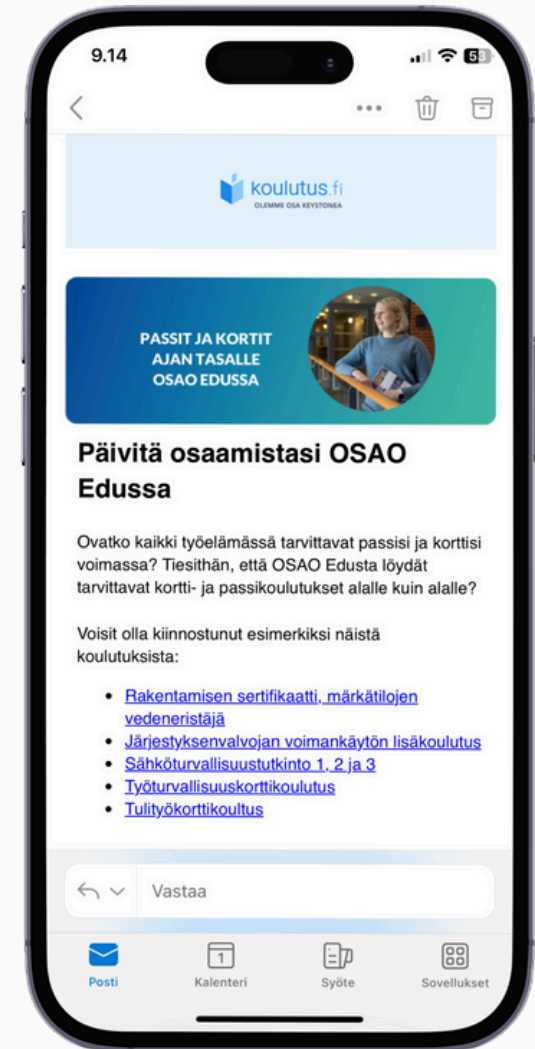 9.14
53
koulutus.fi
OLEMME OSA KEYSTONEA
PASSIT JA KORTIT
AJAN TASALLE
OSAO EDUSSA
Päivitä osaamistasi OSAO
Edussa
Ovatko kaikki työelämässä tarvittavat passisi ja korttisi
voimassa? Tiesithän, että OSAO Edusta löydät
tarvittavat kortti- ja passikoulutukset alalle kuin alalle?
Voisit olla kiinnostunut esimerkiksi näistä
koulutuksista:
• Rakentamisen sertifikaatti, märkätilojen
vedeneristäjä
• Järjestyksenvalvojan voimankäytön lisäkoulutus
• Sähköturvallisuustutkinto 1, 2 ja 3
• Työturvallisuuskorttikoulutus
• Tulityökorttikoultus
Vastaa
1
Posti Kalenteri Syöte Sovellukset